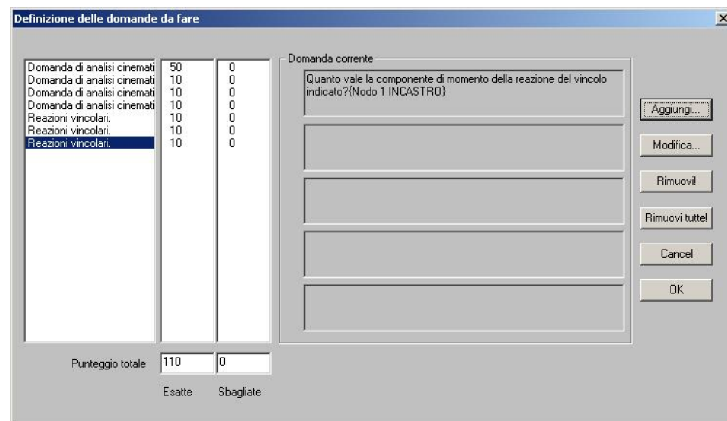 Definizione delle domande da fare
Domanda corrente
Domanda di analisi cinemati 50 0
Domanda di analisi cinemati 10 0
Domanda di analisi cinemati 10 0
Domanda di analisi cinemati 10 0
Reazioni vincolari. 10 0
Reazioni vincolari. 10 0
Reazioni vincolari. 10 0
Quanto vale la componente di momento della reazione del vincolo
indicato?{Nodo 1 INCASTRO}
Aggiungi...
Modifica...
Rimuovi!
Rimuovi tutte!
Cancel
OK
Punteggio totale 110 0
Esatte Sbagliate